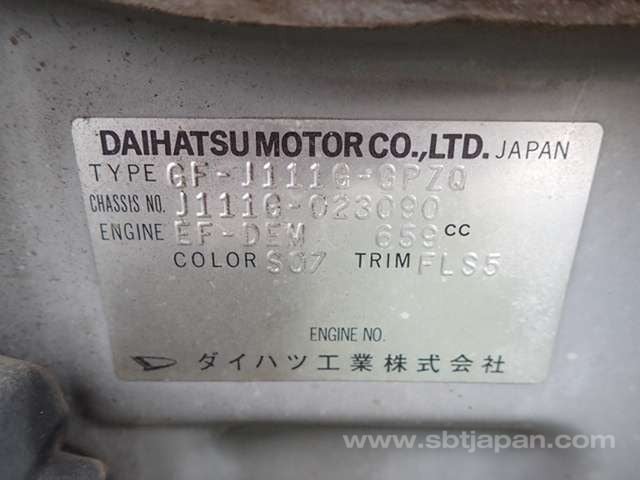 DAIHATSU MOTOR CO.,LTD. JAPAN
TYPE GF-J111G-GPZQ
CHASSIS NO. J111G-023090
ENGINE EF-DEM 659 CC
COLOR S07 TRIM FLS5
ENGINE NO.
ダイハツ工業株式会社
www.sbtjapan.com